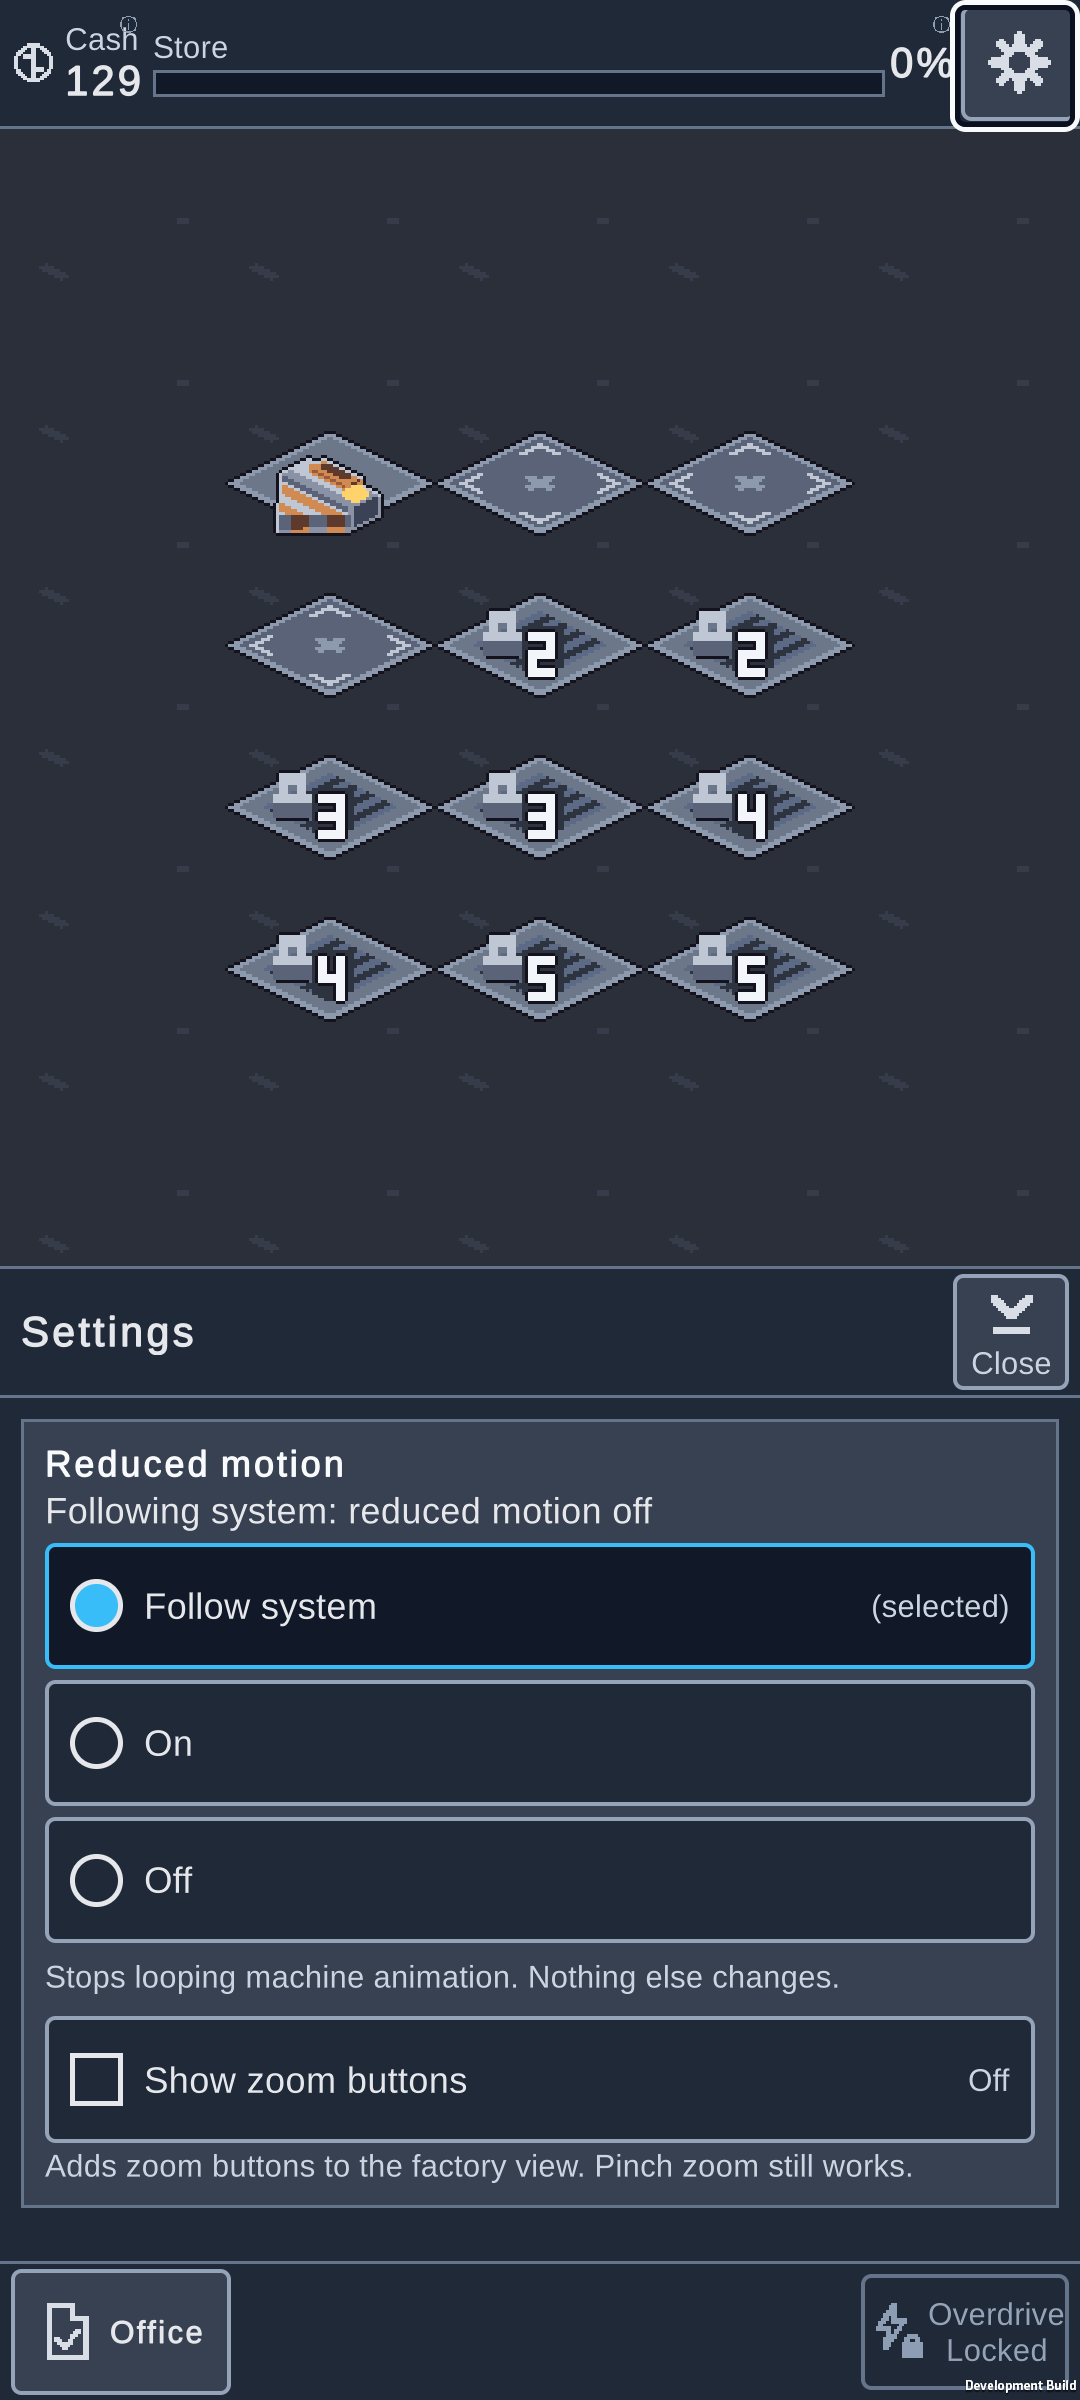 Cash
129
Store
0%
2
2
3
3
4
4
5
5
Settings
Close
Reduced motion
Following system: reduced motion off
Follow system
(selected)
On
Off
Stops looping machine animation. Nothing else changes.
Show zoom buttons
Off
Adds zoom buttons to the factory view. Pinch zoom still works.
Office
Overdrive
Locked
Development Build